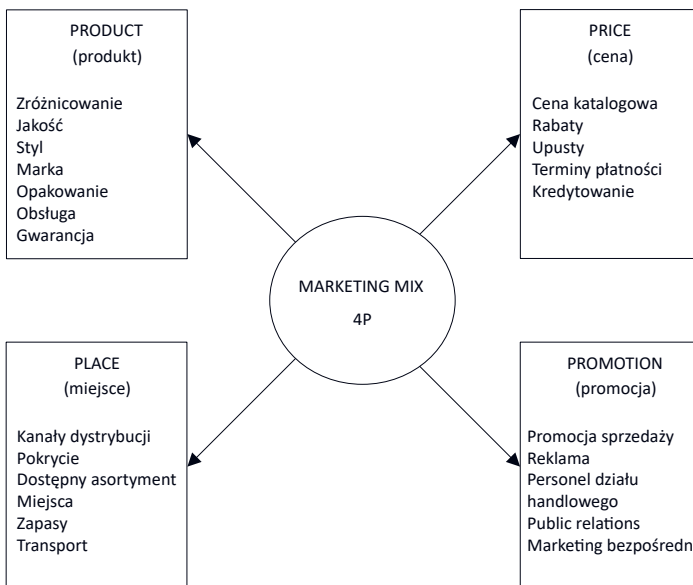 PRODUCT
(produkt)
Zróżnicowanie
Jakość
Styl
Marka
Opakowanie
Obsługa
Gwarancja
PRICE
(cena)
Cena katalogowa
Rabaty
Upusty
Terminy płatności
Kredytowanie
MARKETING MIX
4P
PLACE
(miejsce)
Kanały dystrybucji
Pokrycie
Dostępny asortyment
Miejsca
Zapasy
Transport
PROMOTION
(promocja)
Promocja sprzedaży
Reklama
Personel działu
handlowego
Public relations
Marketing bezpośredn